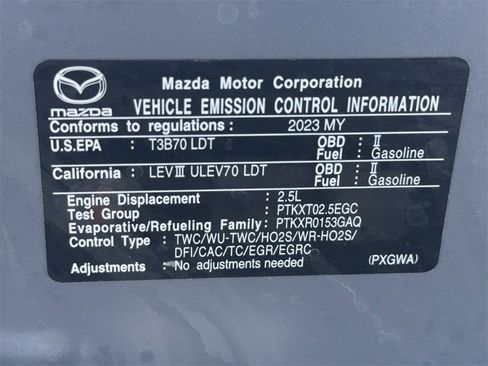 Mazda Motor Corporation
mazda VEHICLE EMISSION CONTROL INFORMATION
Conforms to regulations: 2023 MY
U.S.EPA : T3B70 LDT OBD : II
Fuel : Gasoline
California : LEVIII ULEV70 LDT OBD : II
Fuel : Gasoline
Engine Displacement : 2.5L
Test Group : PTKXT02.5EGC
Evaporative/Refueling Family: PTKXR0153GAQ
Control Type : TWC/WU-TWC/HO2S/WR-HO2S/
DFI/CAC/TC/EGR/EGRC
Adjustments : No adjustments needed (PXGWA)